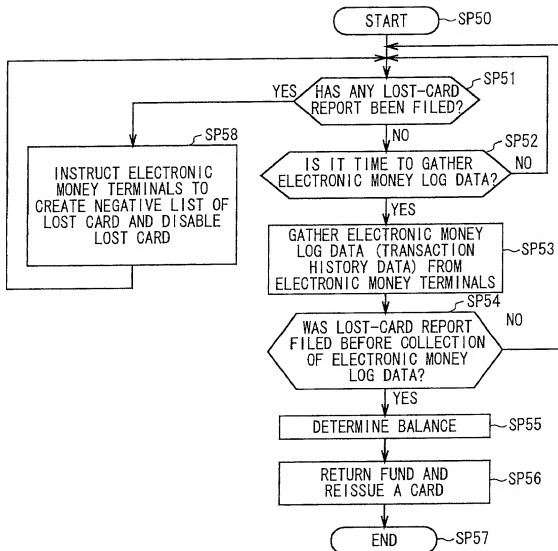 START
SP50
SP51
YES
HAS ANY LOST-CARD
REPORT BEEN FILED?
NO
SP58
INSTRUCT ELECTRONIC
MONEY TERMINALS TO
CREATE NEGATIVE LIST OF
LOST CARD AND DISABLE
LOST CARD
SP52
IS IT TIME TO GATHER
ELECTRONIC MONEY LOG DATA?
NO
YES
GATHER ELECTRONIC MONEY
LOG DATA (TRANSACTION
HISTORY DATA) FROM
ELECTRONIC MONEY TERMINALS
SP53
SP54
WAS LOST-CARD REPORT
FILED BEFORE COLLECTION
OF ELECTRONIC MONEY
LOG DATA?
NO
YES
DETERMINE BALANCE
SP55
RETURN FUND AND
REISSUE A CARD
SP56
END
SP57